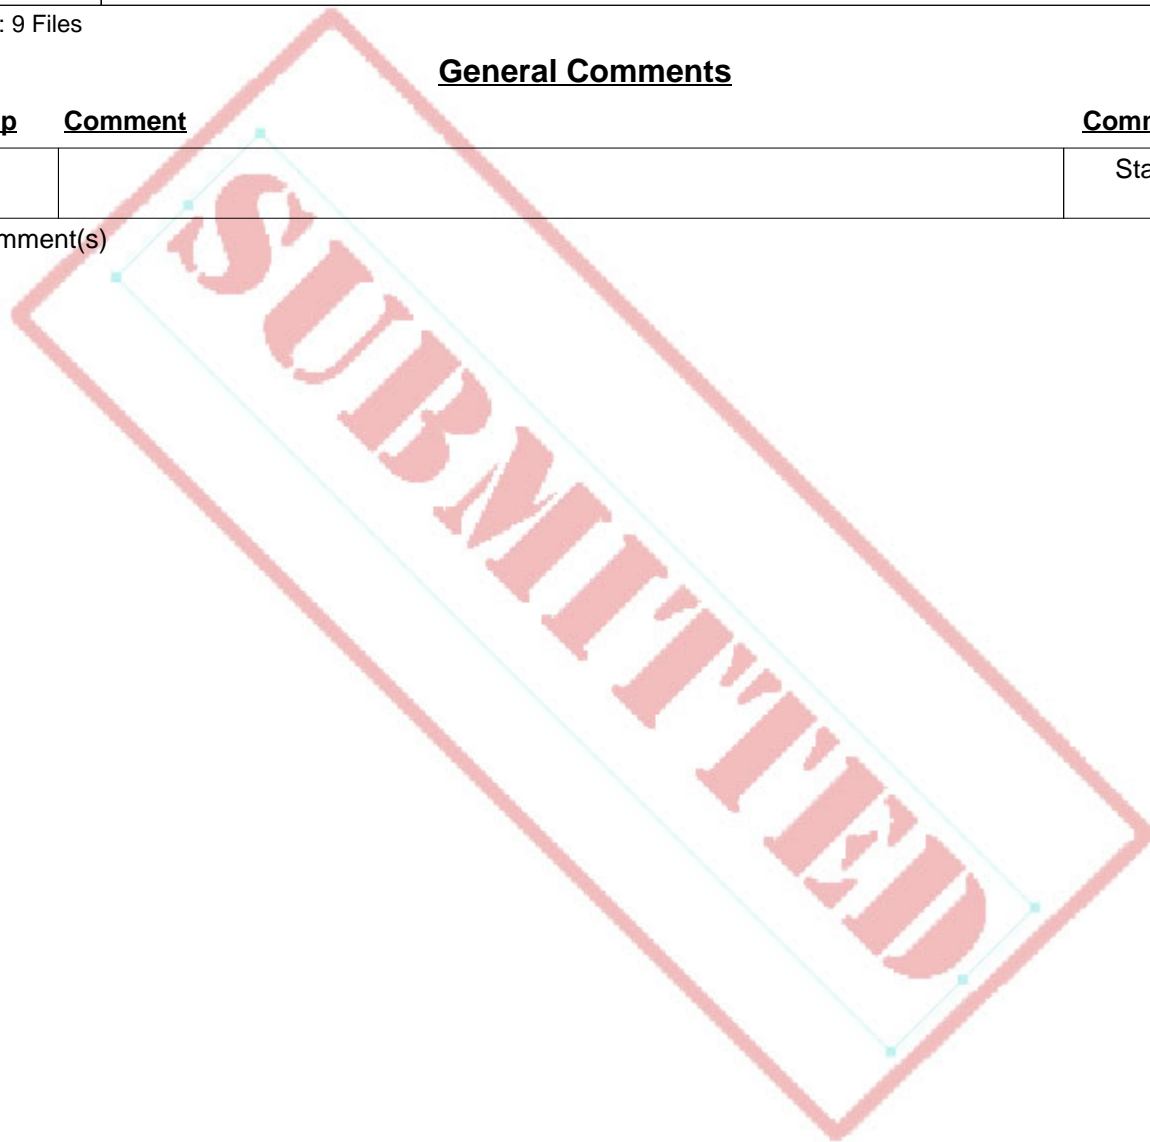 : 9 Files
General Comments
p Comment Comm
Sta
mment(s)
SUBMITTED